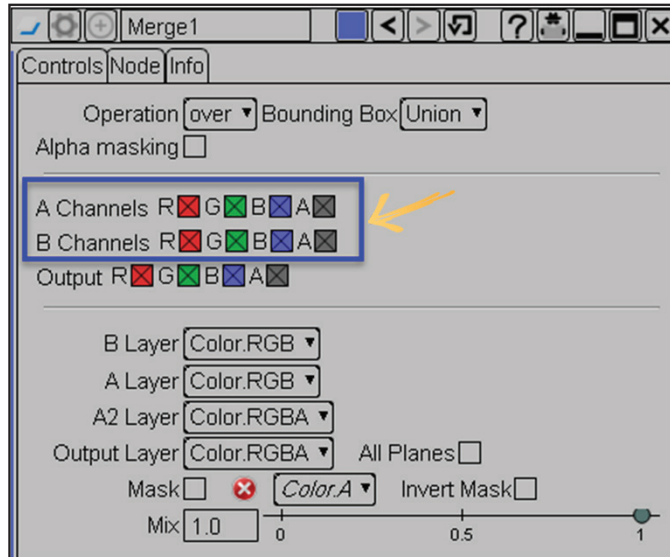 Merge1 ?
Controls Node Info
Operation over Bounding Box Union
Alpha masking
A Channels R G B A
B Channels R G B A
Output R G B A
B Layer Color.RGB
A Layer Color.RGB
A2 Layer Color.RGBA
Output Layer Color.RGBA All Planes
Mask Color.A Invert Mask
Mix 1.0 0 0.5 1